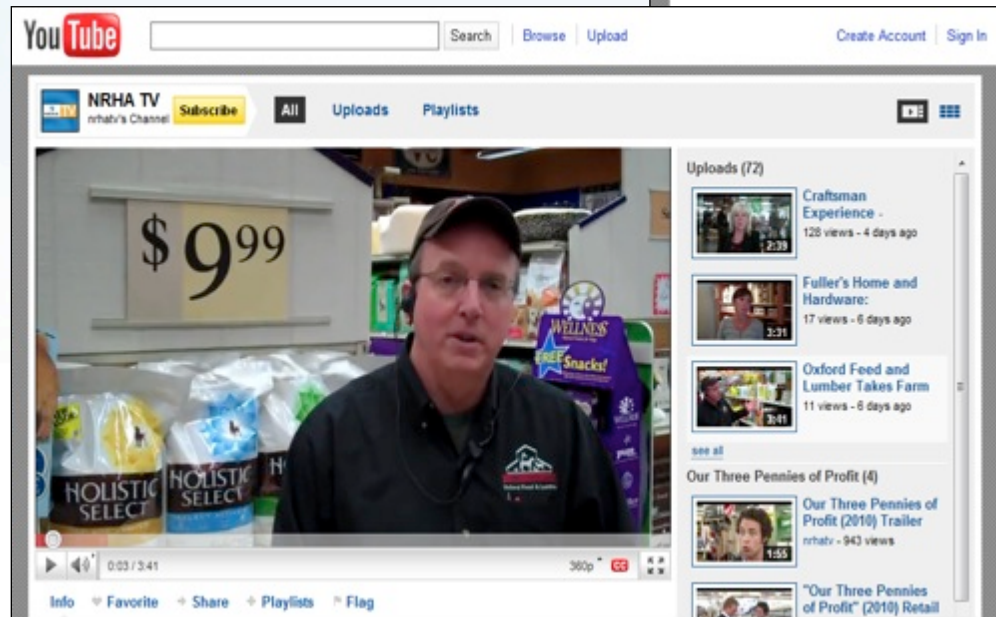 You Tube
Search
Browse
Upload
Create Account
Sign In
NRHA TV
nrhatv's Channel
Subscribe
All
Uploads
Playlists
$ 9 99
WELLNESS
FREE
Snacks!
HOLISTIC
SELECT
HOLISTIC
SELECT
0:03 / 3:41
360p
CC
Info
Favorite
Share
Playlists
Flag
Uploads (72)
Craftsman
Experience -
128 views - 4 days ago
2:39
Fuller's Home and
Hardware:
17 views - 6 days ago
3:31
Oxford Feed and
Lumber Takes Farm
11 views - 6 days ago
3:41
see all
Our Three Pennies of Profit (4)
Our Three Pennies of
Profit (2010) Trailer
nrhatv - 943 views
1:55
"Our Three Pennies
of Profit" (2010) Retail